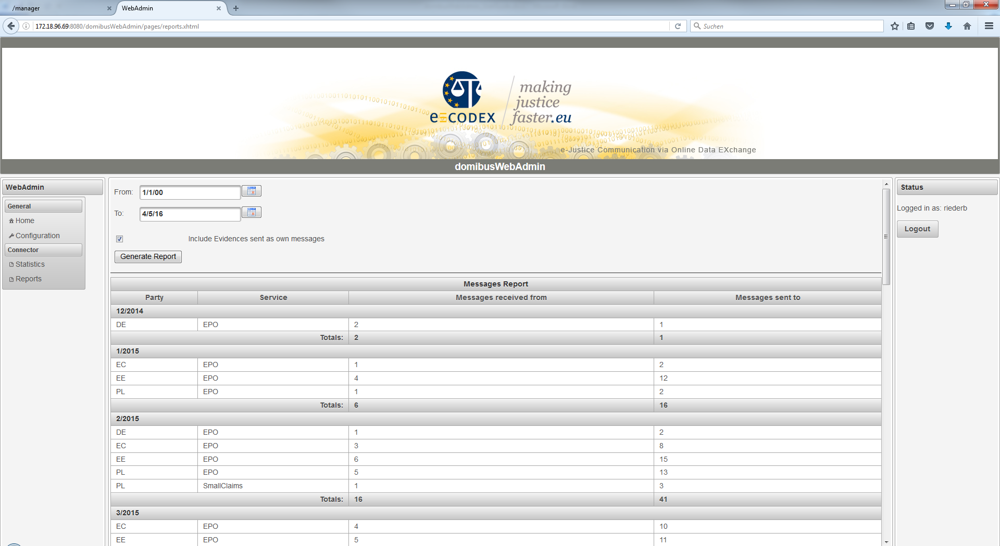 /manager
WebAdmin
172.18.96.69:8080/domibusWebAdmin/pages/reports.xhtml
Suchen
e-CODEX
making
justice
faster.eu
e-Justice Communication via Online Data EXchange
domibusWebAdmin
WebAdmin
General
Home
Configuration
Connector
Statistics
Reports
From: 1/1/00
To: 4/5/16
Include Evidences sent as own messages
Generate Report
Messages Report
Party Service Messages received from Messages sent to
12/2014
DE EPO 2 1
Totals: 2 1
1/2015
EC EPO 1 2
EE EPO 4 12
PL EPO 1 2
Totals: 6 16
2/2015
DE EPO 1 2
EC EPO 3 8
EE EPO 6 15
PL EPO 5 13
PL SmallClaims 1 3
Totals: 16 41
3/2015
EC EPO 4 10
EE EPO 5 11
Status
Logged in as: riederb
Logout